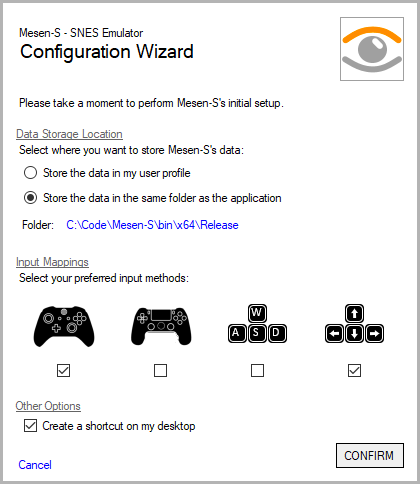 Mesen-S - SNES Emulator
Configuration Wizard
Please take a moment to perform Mesen-S's initial setup.
Data Storage Location
Select where you want to store Mesen-S's data:
Store the data in my user profile
Store the data in the same folder as the application
Folder: C:\Code\Mesen-S\bin\x64\Release
Input Mappings
Select your preferred input methods:
W
A S D
Other Options
Create a shortcut on my desktop
Cancel
CONFIRM